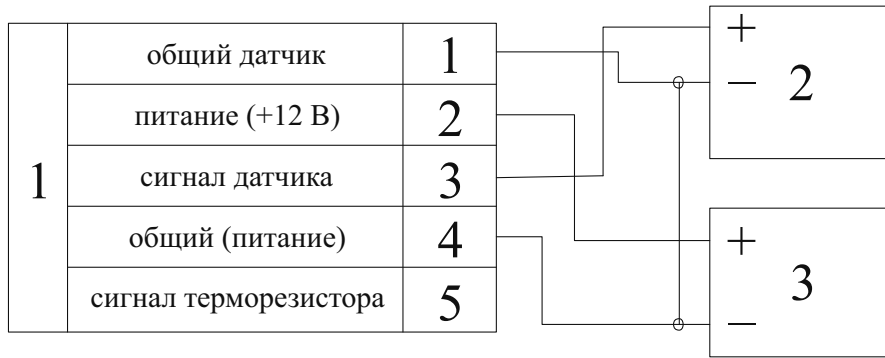 1
общий датчик 1
питание (+12 В) 2
сигнал датчика 3
общий (питание) 4
сигнал терморезистора 5
+
− 2
+
− 3